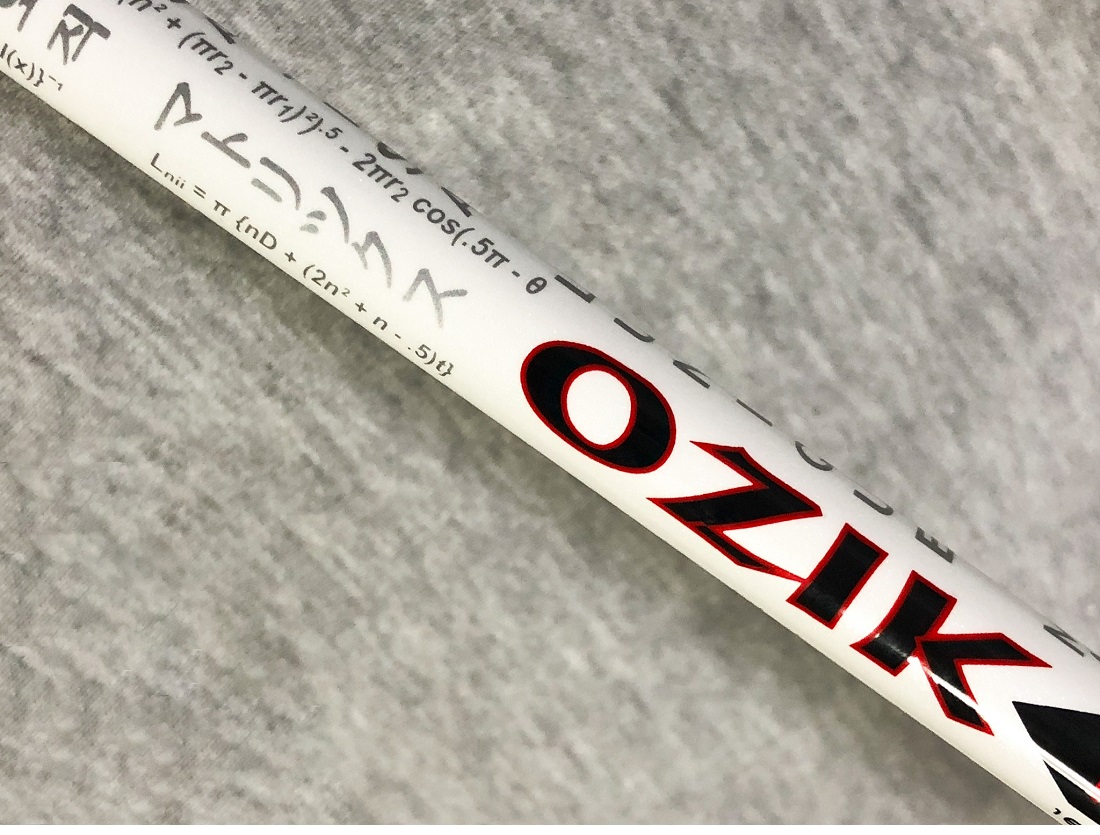 n² + (πr₂ - πr₁)²}.⁵ - 2πr₂ cos(.5π - θ
(x)}⁻¹
マトリックス
Lₙᵢᵢ = π {nD + (2n² + n - .5)t}
OZIK